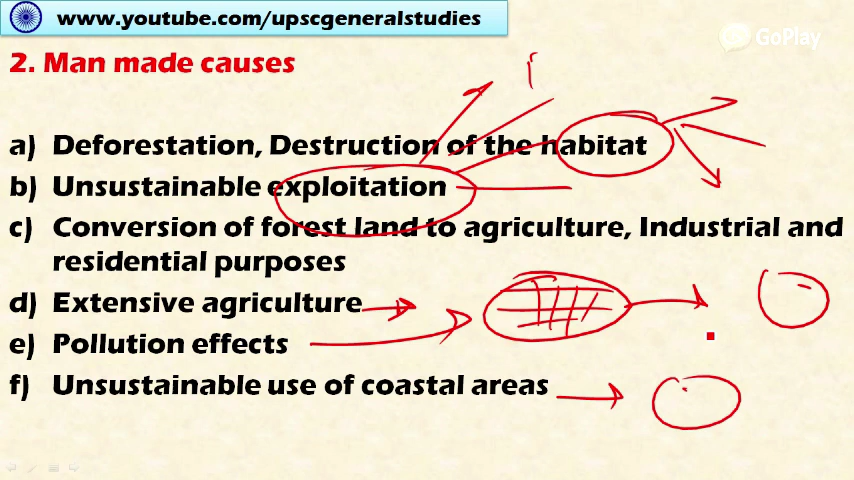 www.youtube.com/upscgeneralstudies
GoPlay
2. Man made causes
a) Deforestation, Destruction of the habitat
b) Unsustainable exploitation
c) Conversion of forest land to agriculture, Industrial and
residential purposes
d) Extensive agriculture
e) Pollution effects
f) Unsustainable use of coastal areas